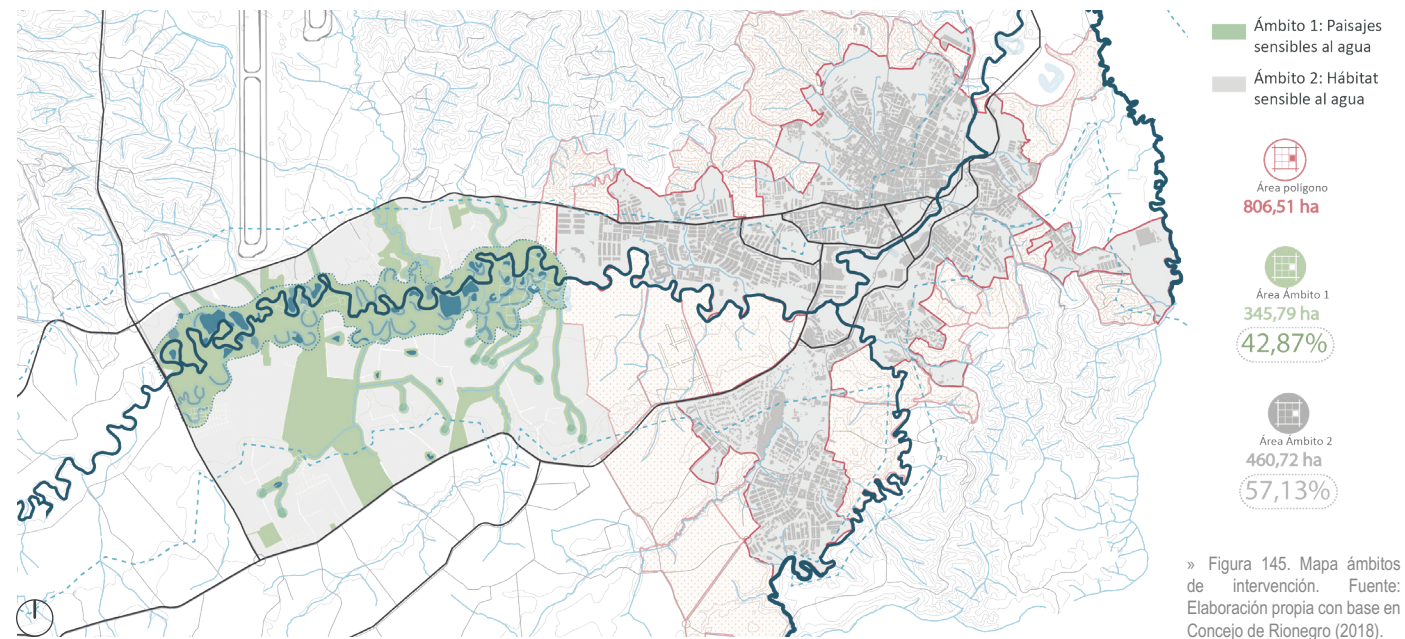 Ámbito 1: Paisajes
sensibles al agua
Ámbito 2: Hábitat
sensible al agua
Área polígono
806,51 ha
Área Ámbito 1
345,79 ha
42,87%
Área Ámbito 2
460,72 ha
57,13%
» Figura 145. Mapa ámbitos
de intervención. Fuente:
Elaboración propia con base en
Concejo de Rionegro (2018).